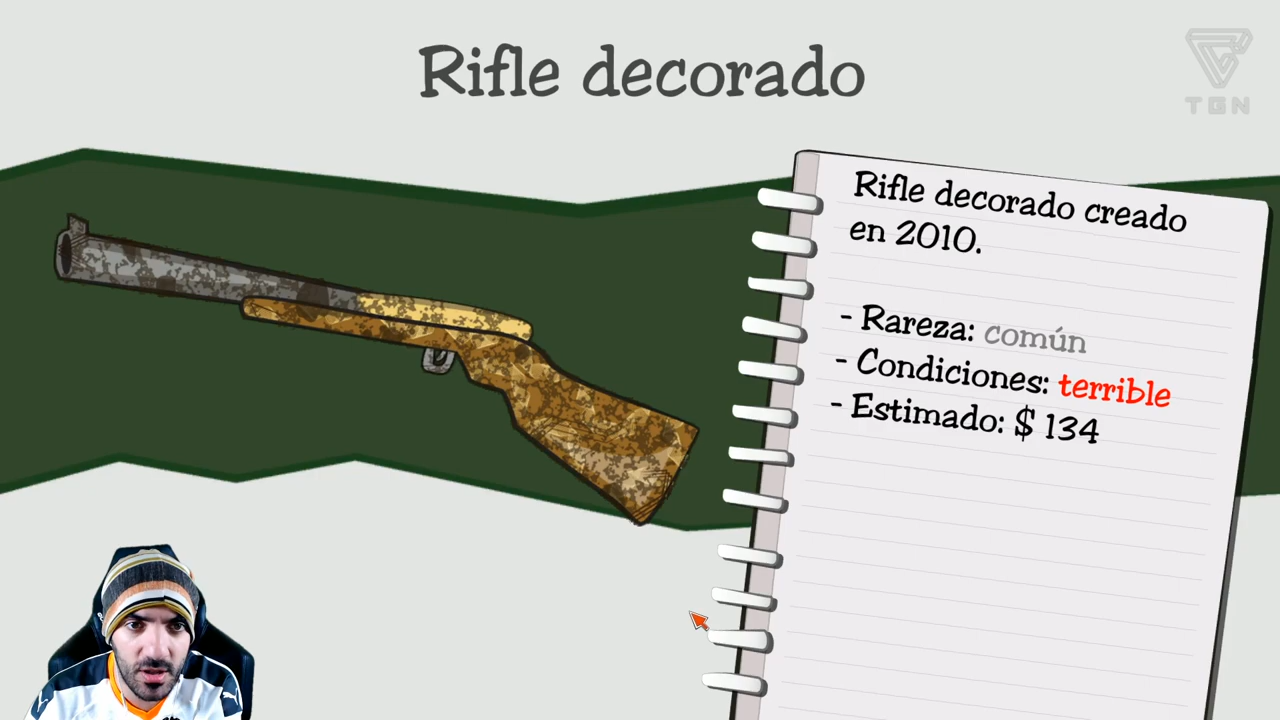 Rifle decorado
TGN
Rifle decorado creado
en 2010.
- Rareza: común
- Condiciones: terrible
- Estimado: $ 134